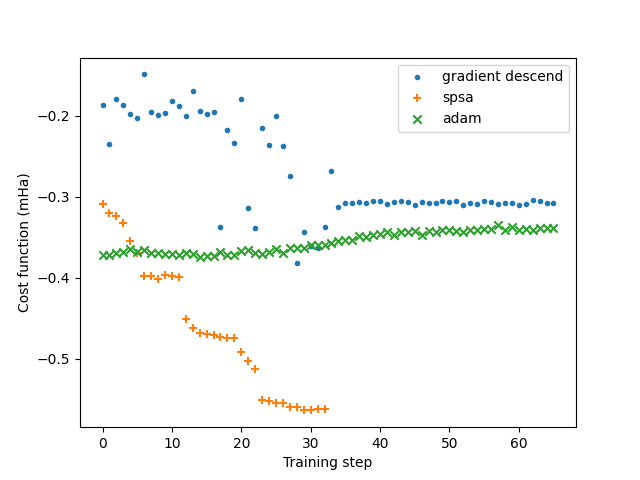 gradient descend
spsa
adam
−0.2
−0.3
−0.4
−0.5
Cost function (mHa)
0 10 20 30 40 50 60
Training step